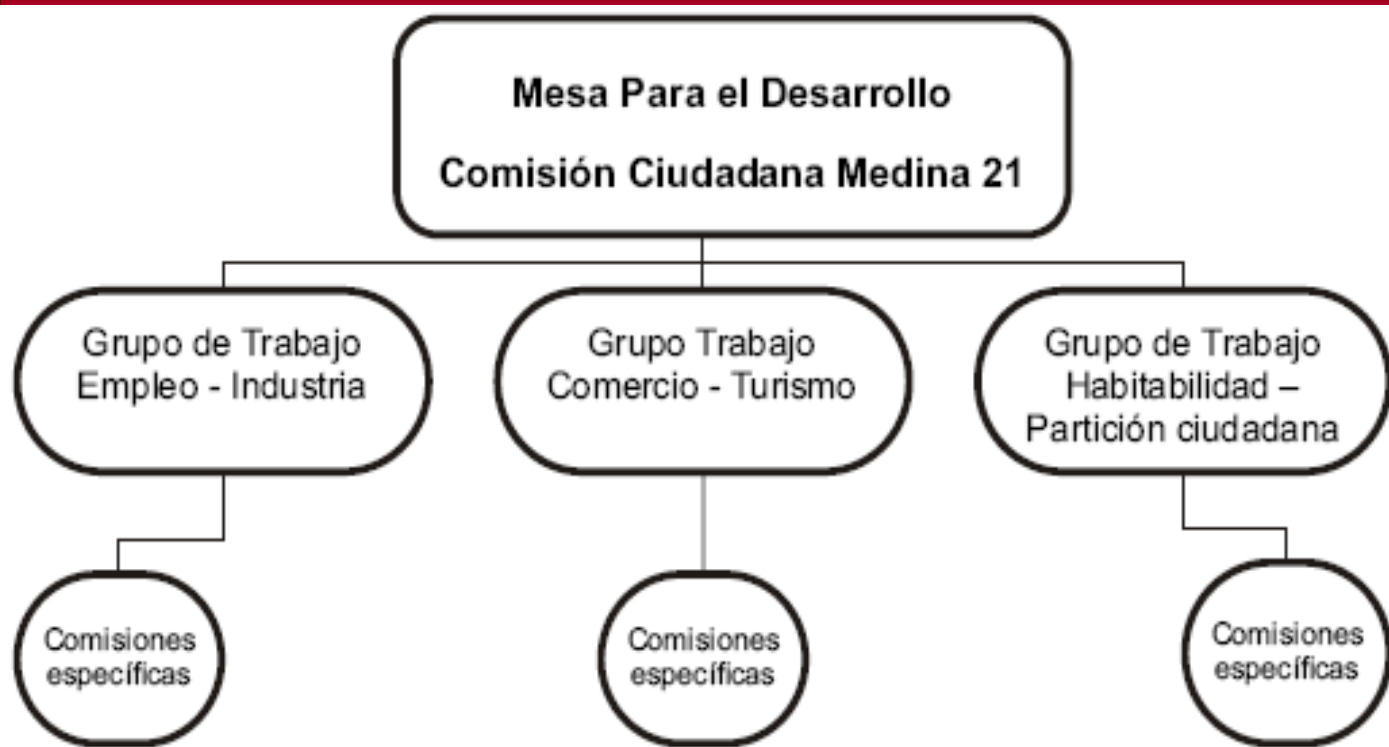 Mesa Para el Desarrollo
Comisión Ciudadana Medina 21
Grupo de Trabajo
Empleo - Industria
Grupo Trabajo
Comercio - Turismo
Grupo de Trabajo
Habitabilidad –
Partición ciudadana
Comisiones
específicas
Comisiones
específicas
Comisiones
específicas